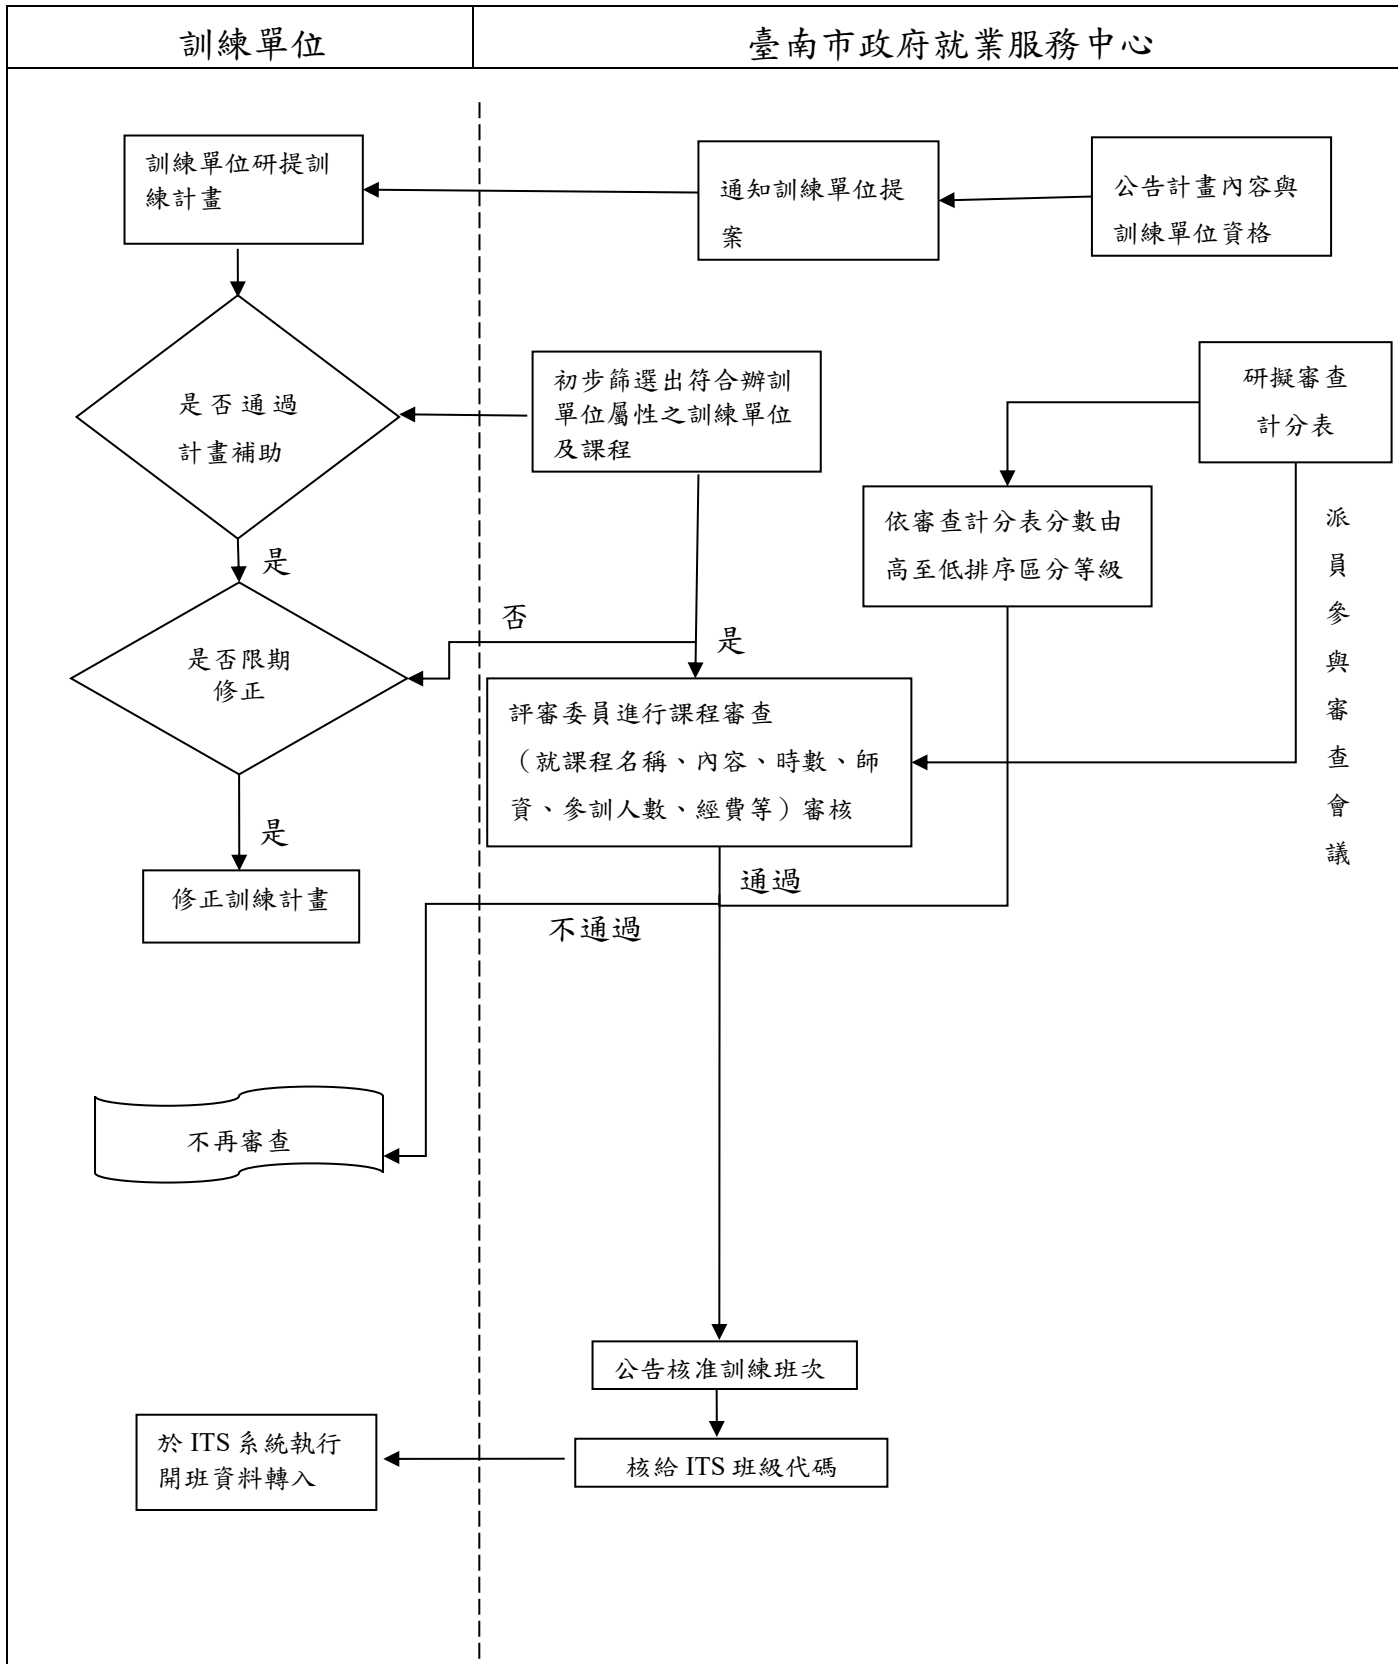 訓練單位
臺南市政府就業服務中心
訓練單位研提訓
練計畫
通知訓練單位提
案
公告計畫內容與
訓練單位資格
是否通過
計畫補助
初步篩選出符合辦訓
單位屬性之訓練單位
及課程
研擬審查
計分表
依審查計分表分數由
高至低排序區分等級
派
員
參
與
審
查
會
議
是
否
是
是否限期
修正
評審委員進行課程審查
（就課程名稱、內容、時數、師
資、參訓人數、經費等）審核
是
修正訓練計畫
通過
不通過
不再審查
公告核准訓練班次
於 ITS 系統執行
開班資料轉入
核給 ITS 班級代碼